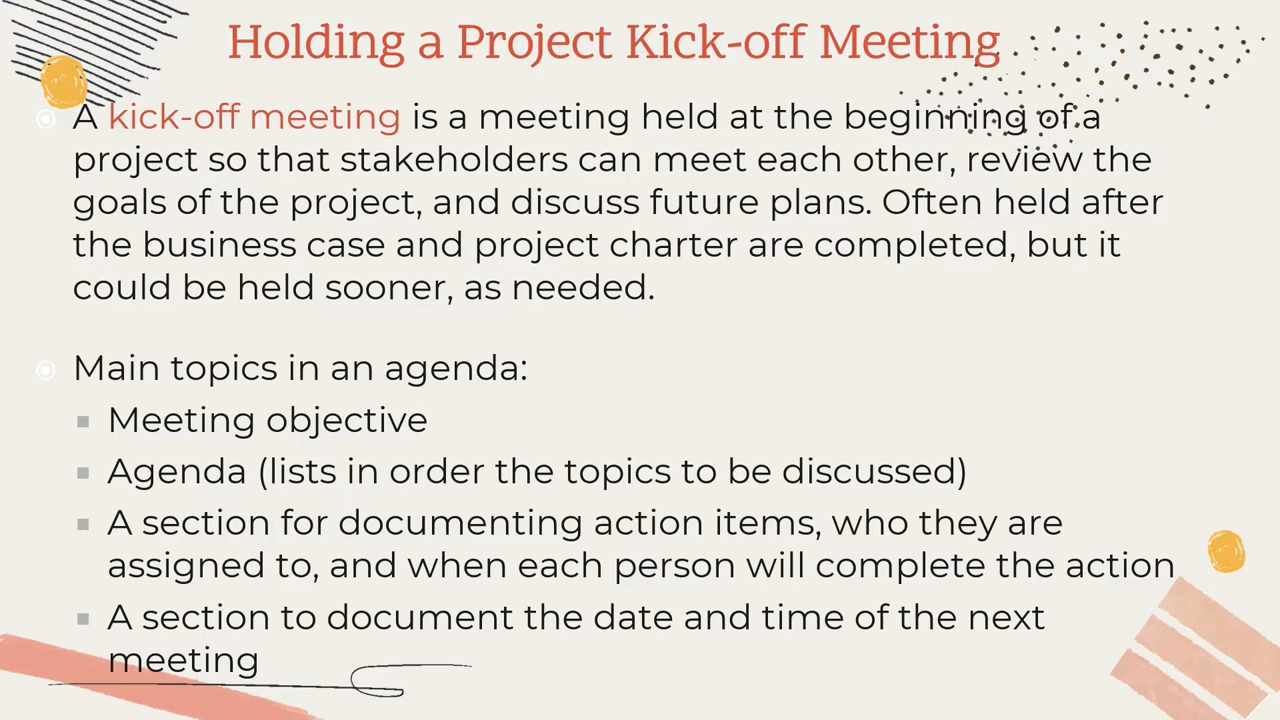 Holding a Project Kick-off Meeting
A kick-off meeting is a meeting held at the beginning of a
project so that stakeholders can meet each other, review the
goals of the project, and discuss future plans. Often held after
the business case and project charter are completed, but it
could be held sooner, as needed.
Main topics in an agenda:
Meeting objective
Agenda (lists in order the topics to be discussed)
A section for documenting action items, who they are
assigned to, and when each person will complete the action
A section to document the date and time of the next
meeting